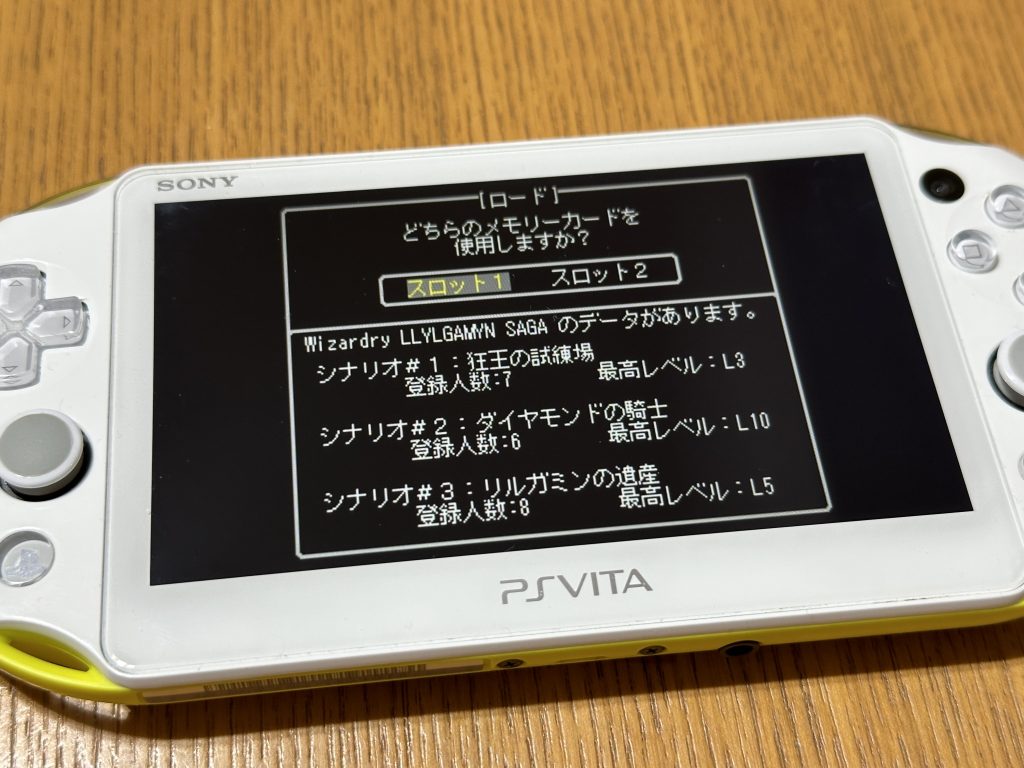 SONY
[ロード]
どちらのメモリーカードを
使用しますか?
スロット1 スロット2
Wizardry LLYLGAMYN SAGA のデータがあります。
シナリオ#1:狂王の試練場
登録人数:7 最高レベル:L3
シナリオ#2:ダイヤモンドの騎士
登録人数:6 最高レベル:L10
シナリオ#3:リルガミンの遺産
登録人数:8 最高レベル:L5
PSVITA